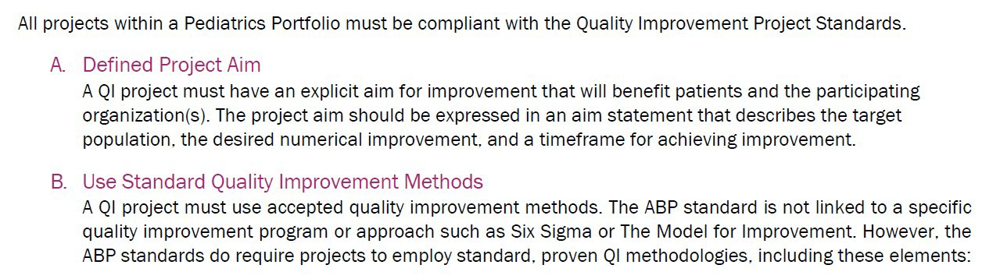 All projects within a Pediatrics Portfolio must be compliant with the Quality Improvement Project Standards.
A. Defined Project Aim
A QI project must have an explicit aim for improvement that will benefit patients and the participating
organization(s). The project aim should be expressed in an aim statement that describes the target
population, the desired numerical improvement, and a timeframe for achieving improvement.
B. Use Standard Quality Improvement Methods
A QI project must use accepted quality improvement methods. The ABP standard is not linked to a specific
quality improvement program or approach such as Six Sigma or The Model for Improvement. However, the
ABP standards do require projects to employ standard, proven QI methodologies, including these elements: